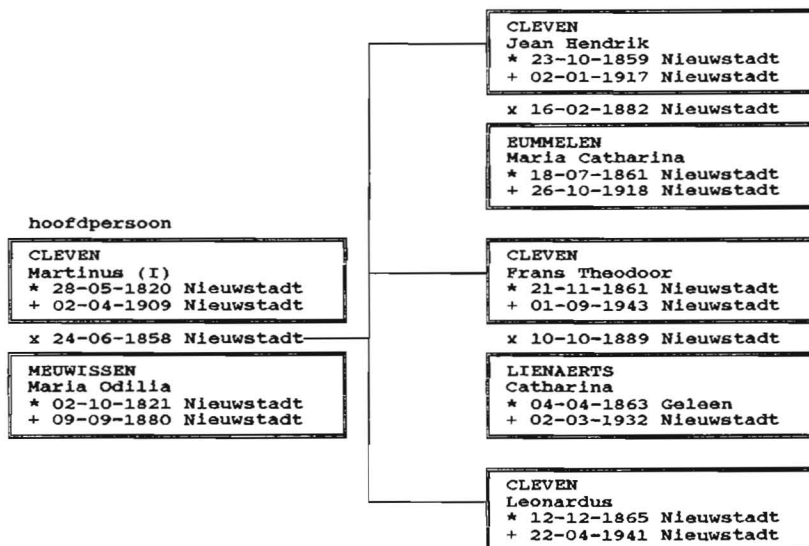 CLEVEN
Jean Hendrik
* 23-10-1859 Nieuwstadt
+ 02-01-1917 Nieuwstadt
x 16-02-1882 Nieuwstadt
EUMMELEN
Maria Catharina
* 18-07-1861 Nieuwstadt
+ 26-10-1918 Nieuwstadt
hoofdpersoon
CLEVEN
Martinus (I)
* 28-05-1820 Nieuwstadt
+ 02-04-1909 Nieuwstadt
x 24-06-1858 Nieuwstadt
MEUWISSEN
Maria Odilia
* 02-10-1821 Nieuwstadt
+ 09-09-1880 Nieuwstadt
CLEVEN
Frans Theodoor
* 21-11-1861 Nieuwstadt
+ 01-09-1943 Nieuwstadt
x 10-10-1889 Nieuwstadt
LIENAERTS
Catharina
* 04-04-1863 Geleen
+ 02-03-1932 Nieuwstadt
CLEVEN
Leonardus
* 12-12-1865 Nieuwstadt
+ 22-04-1941 Nieuwstadt